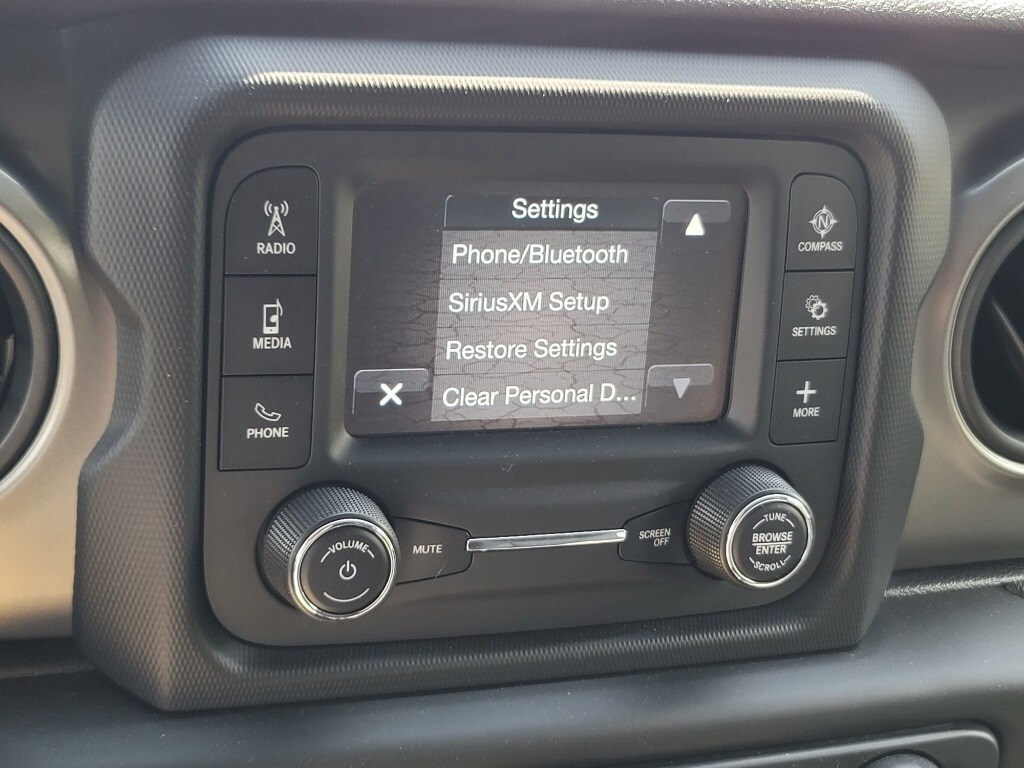 RADIO
MEDIA
PHONE
Settings
Phone/Bluetooth
SiriusXM Setup
Restore Settings
Clear Personal D...
N
COMPASS
SETTINGS
MORE
VOLUME
MUTE
SCREEN
OFF
TUNE
BROWSE
ENTER
SCROLL